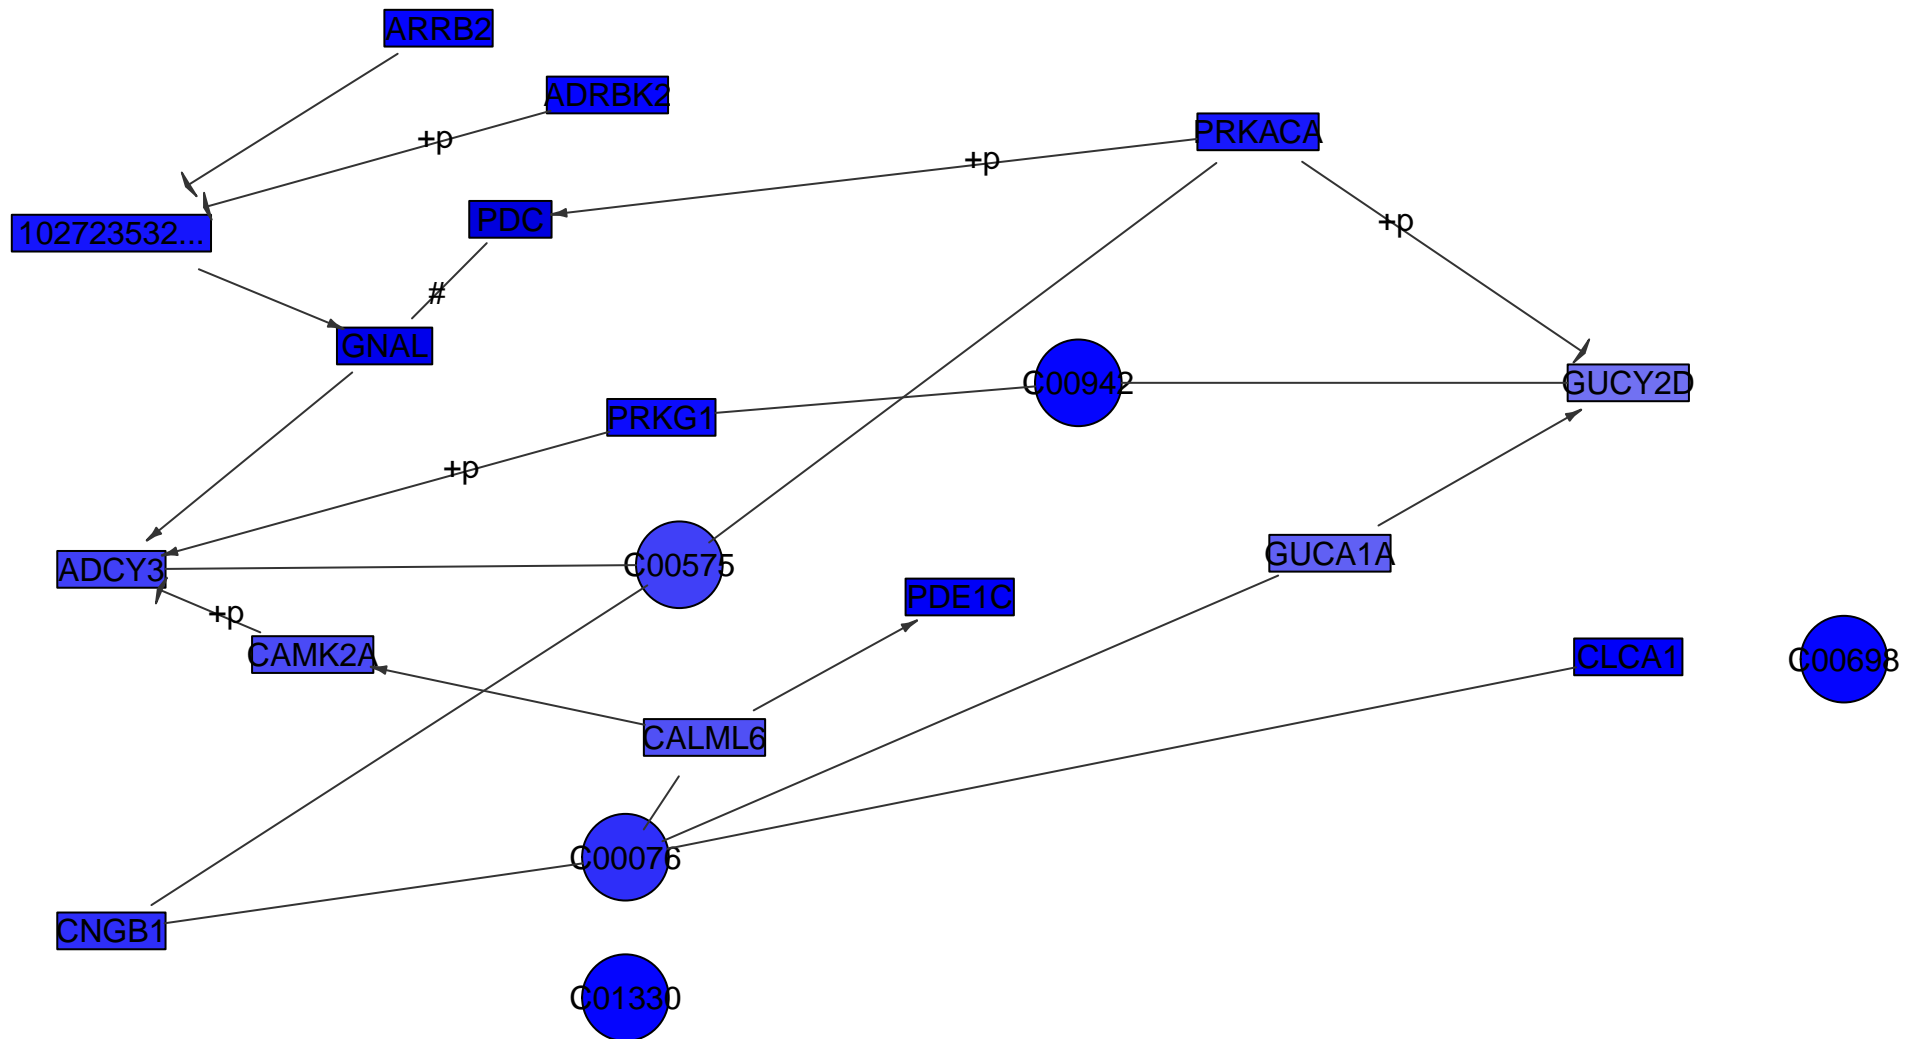 ARRB2
ADRBK2
PRKACA
+p
+p
PDC
+p
102723532...
#
GNAL
C00942
GUCY2D
PRKG1
+p
GUCA1A
C00575
ADCY3
PDE1C
+p
CAMK2A
CLCA1
C00698
CALML6
C00076
CNGB1
C01330